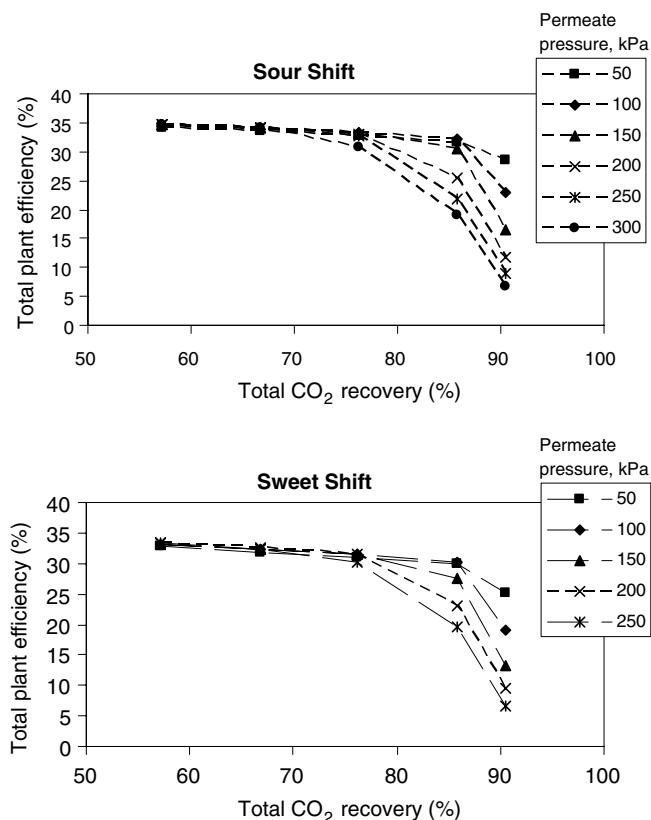 Permeate
pressure, kPa
Sour Shift
50
100
150
200
250
300
Total plant efficiency (%)
40
35
30
25
20
15
10
5
0
50 60 70 80 90 100
Total CO₂ recovery (%)
Permeate
pressure, kPa
Sweet Shift
50
100
150
200
250
Total plant efficiency (%)
40
35
30
25
20
15
10
5
0
50 60 70 80 90 100
Total CO₂ recovery (%)